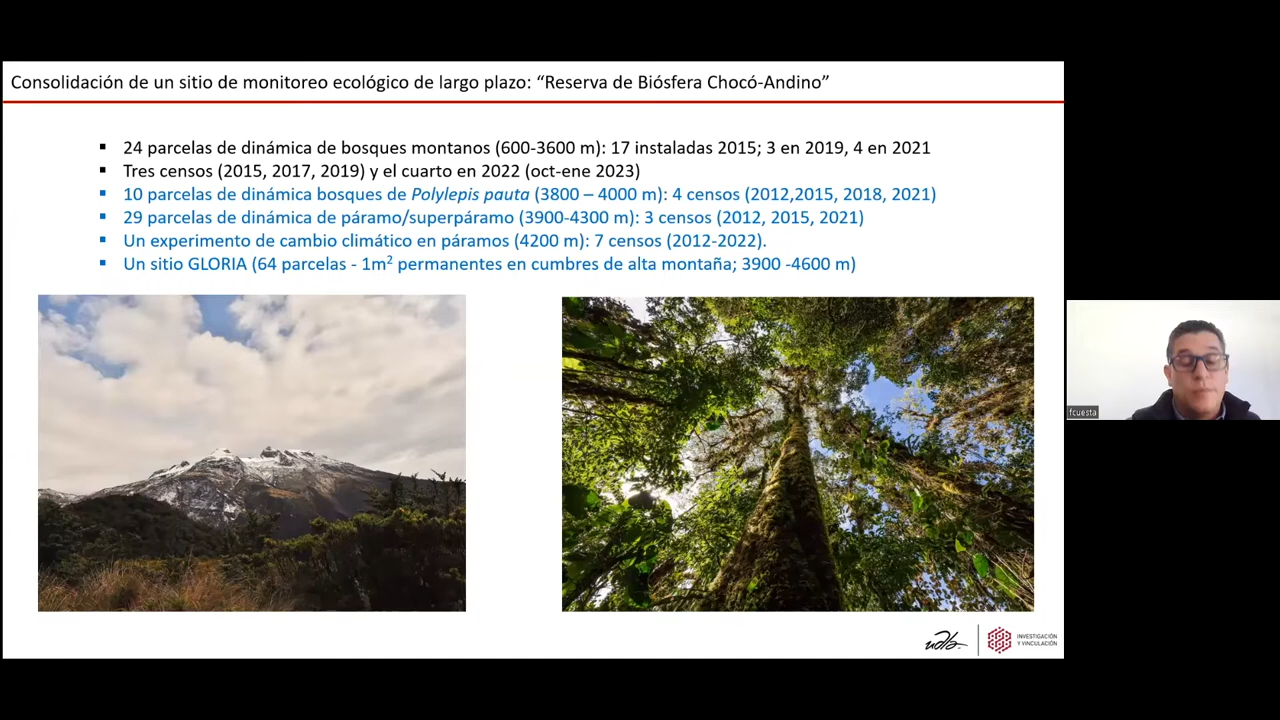 Consolidación de un sitio de monitoreo ecológico de largo plazo: “Reserva de Biósfera Chocó-Andino”
▪ 24 parcelas de dinámica de bosques montanos (600-3600 m): 17 instaladas 2015; 3 en 2019, 4 en 2021
▪ Tres censos (2015, 2017, 2019) y el cuarto en 2022 (oct-ene 2023)
▪ 10 parcelas de dinámica bosques de Polylepis pauta (3800 – 4000 m): 4 censos (2012,2015, 2018, 2021)
▪ 29 parcelas de dinámica de páramo/superpáramo (3900-4300 m): 3 censos (2012, 2015, 2021)
▪ Un experimento de cambio climático en páramos (4200 m): 7 censos (2012-2022).
▪ Un sitio GLORIA (64 parcelas - 1m² permanentes en cumbres de alta montaña; 3900 -4600 m)
fcuesta
udla
INVESTIGACIÓN
Y VINCULACIÓN